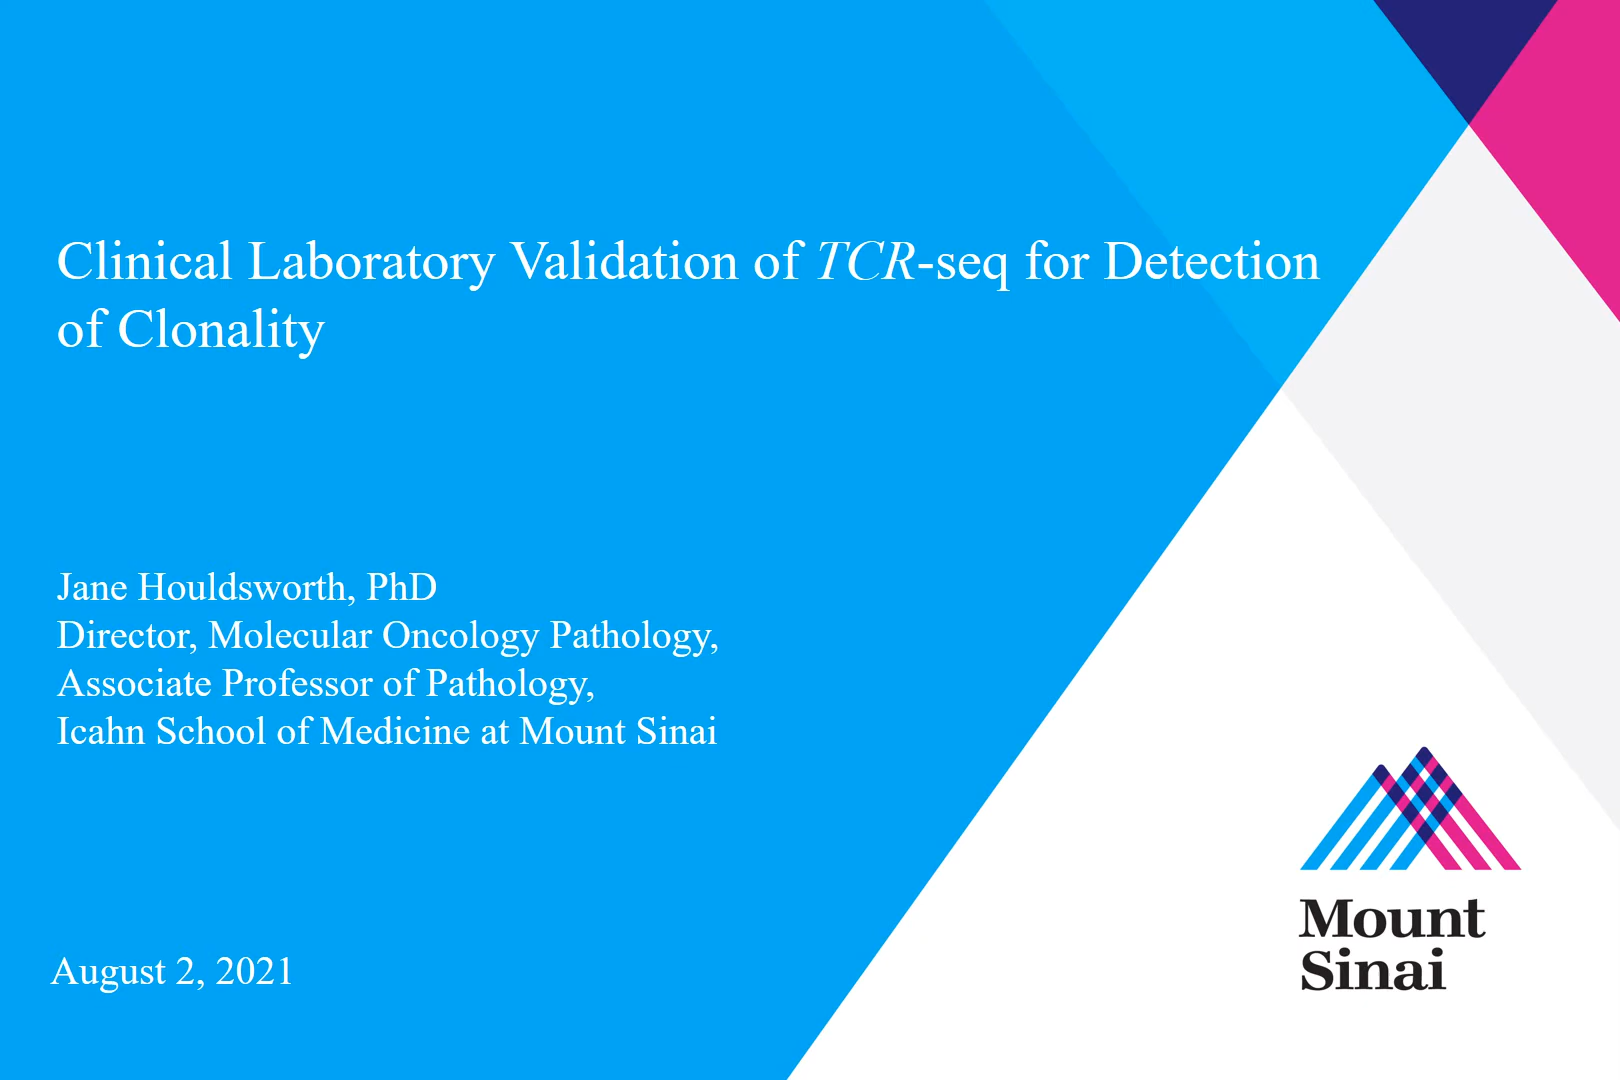 Clinical Laboratory Validation of TCR-seq for Detection
of Clonality
Jane Houldsworth, PhD
Director, Molecular Oncology Pathology,
Associate Professor of Pathology,
Icahn School of Medicine at Mount Sinai
August 2, 2021
Mount
Sinai